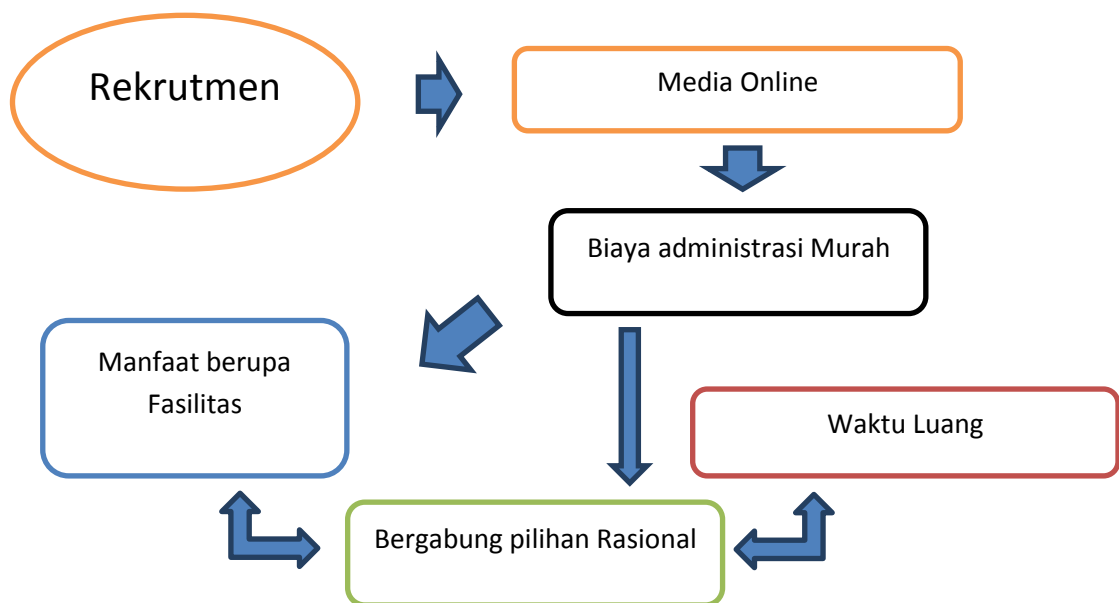 Rekrutmen
Media Online
Biaya administrasi Murah
Manfaat berupa
Fasilitas
Waktu Luang
Bergabung pilihan Rasional